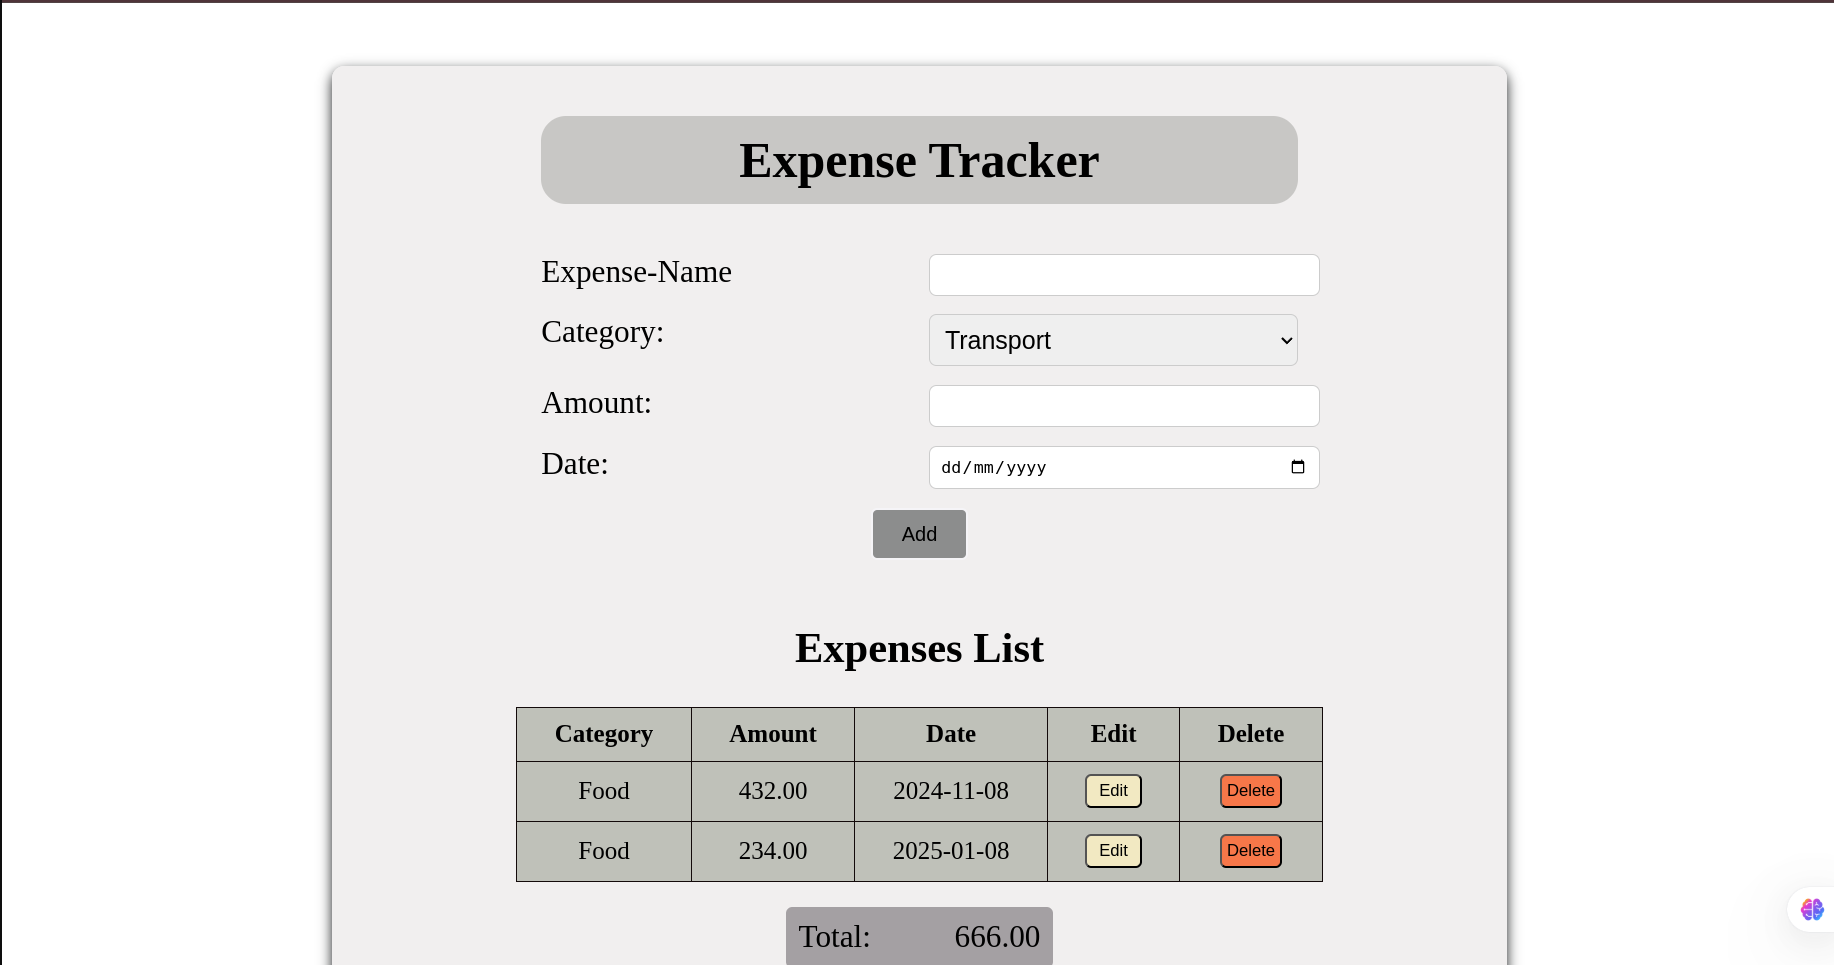 Expense Tracker
Expense-Name
Category:
Transport
Amount:
Date:
dd/mm/yyyy
Add
Expenses List
Category Amount Date Edit Delete
Food 432.00 2024-11-08 Edit Delete
Food 234.00 2025-01-08 Edit Delete
Total: 666.00